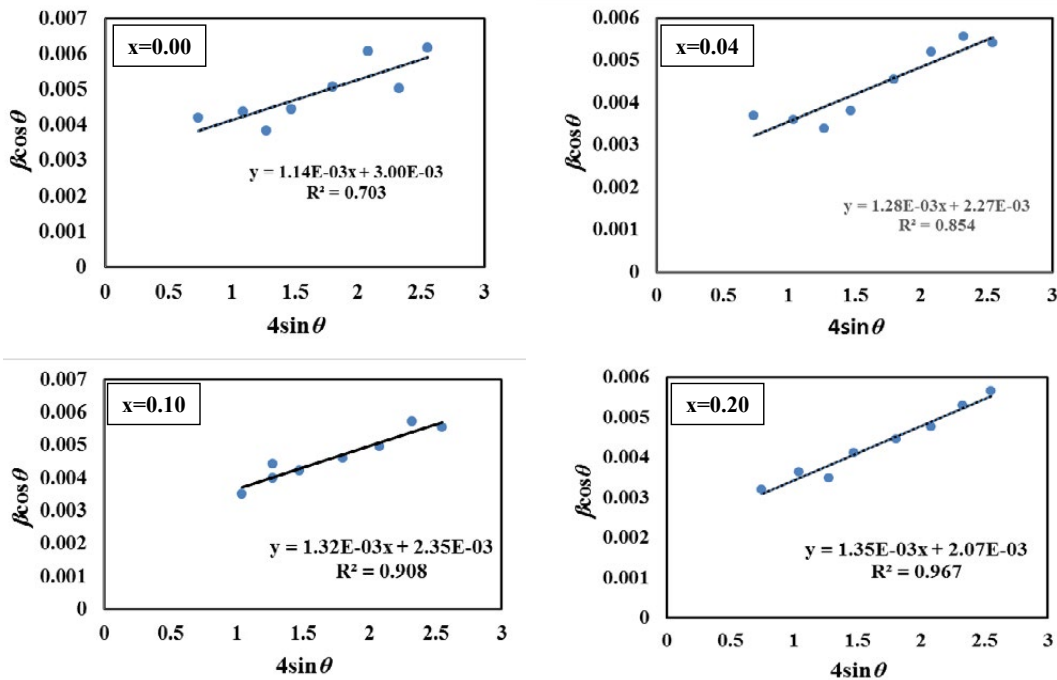 x=0.00
0.007
0.006
0.005
0.004
0.003
0.002
0.001
0
βcosθ
y = 1.14E-03x + 3.00E-03
R² = 0.703
0 0.5 1 1.5 2 2.5 3
4sinθ
x=0.04
0.006
0.005
0.004
0.003
0.002
0.001
0
βcosθ
y = 1.28E-03x + 2.27E-03
R² = 0.854
0 0.5 1 1.5 2 2.5 3
4sinθ
x=0.10
0.007
0.006
0.005
0.004
0.003
0.002
0.001
0
βcosθ
y = 1.32E-03x + 2.35E-03
R² = 0.908
0 0.5 1 1.5 2 2.5 3
4sinθ
x=0.20
0.006
0.005
0.004
0.003
0.002
0.001
0
βcosθ
y = 1.35E-03x + 2.07E-03
R² = 0.967
0 0.5 1 1.5 2 2.5 3
4sinθ